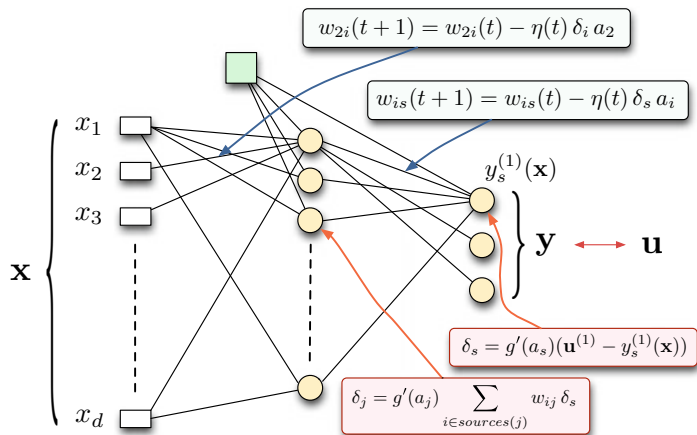 w_{2i}(t+1) = w_{2i}(t) − η(t) δ_i a_2
w_{is}(t+1) = w_{is}(t) − η(t) δ_s a_i
x_1
x_2
x_3
x_d
𝐱
y_s^{(1)}(𝐱)
𝐲 ↔ 𝐮
δ_s = g′(a_s)(𝐮^{(1)} − y_s^{(1)}(𝐱))
δ_j = g′(a_j) ∑_{i∈sources(j)} w_{ij} δ_s